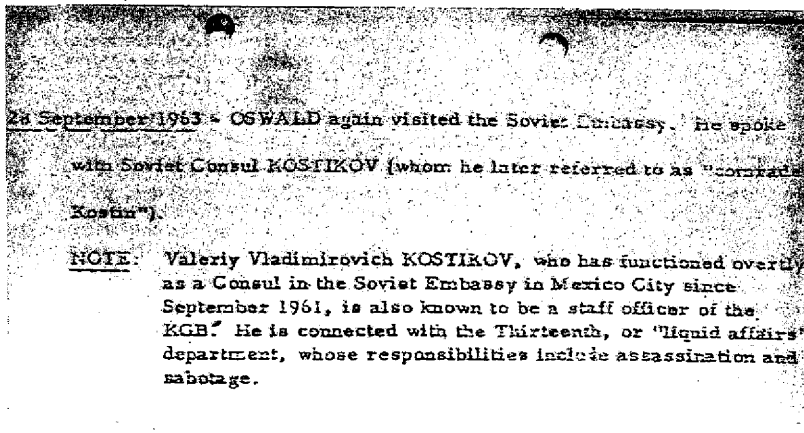 28 September 1963 - OSWALD again visited the Soviet Embassy. He spoke
with Soviet Consul KOSTIKOV (whom he later referred to as "comrade
Kostin").
NOTE: Valeriy Vladimirovich KOSTIKOV, who has functioned overtly
as a Consul in the Soviet Embassy in Mexico City since
September 1961, is also known to be a staff officer of the
KGB. He is connected with the Thirteenth, or "liquid affairs"
department, whose responsibilities include assassination and
sabotage.